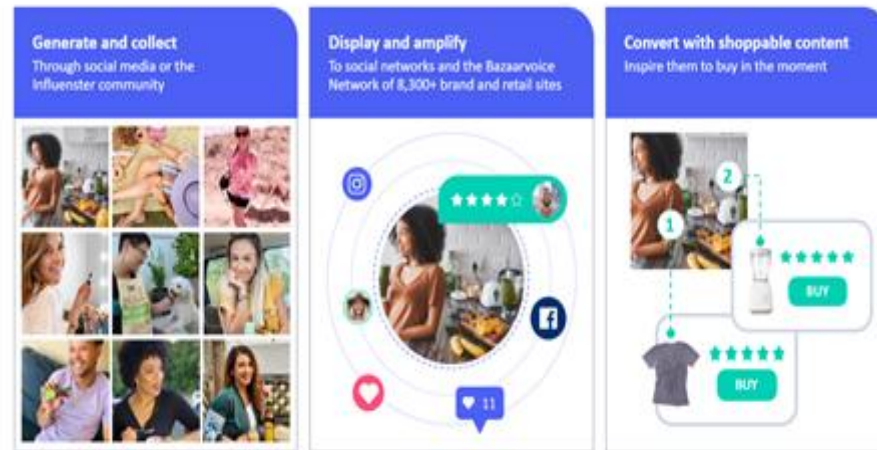 Generate and collect
Through social media or the
Influenster community
Display and amplify
To social networks and the Bazaarvoice
Network of 8,300+ brand and retail sites
11
Convert with shoppable content
Inspire them to buy in the moment
2
1
BUY
BUY